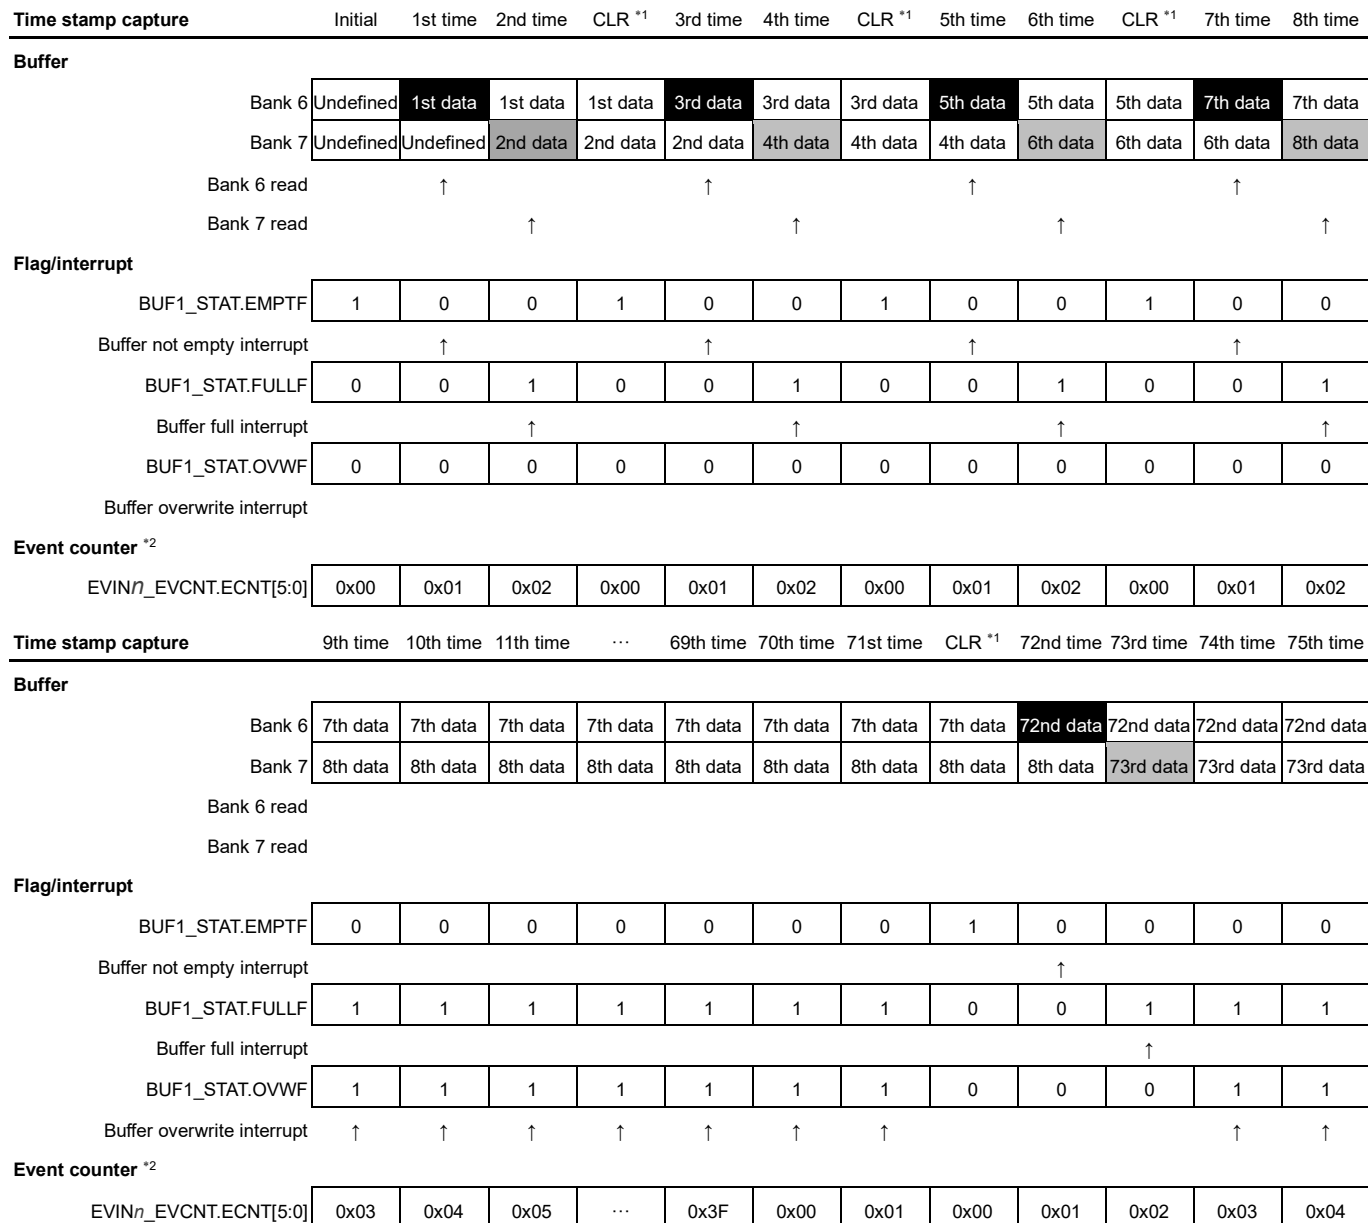 Time stamp capture Initial 1st time 2nd time CLR *1 3rd time 4th time CLR *1 5th time 6th time CLR *1 7th time 8th time
Buffer
Bank 6 Undefined 1st data 1st data 1st data 3rd data 3rd data 3rd data 5th data 5th data 5th data 7th data 7th data
Bank 7 Undefined Undefined 2nd data 2nd data 2nd data 4th data 4th data 4th data 6th data 6th data 6th data 8th data
Bank 6 read ↑ ↑ ↑ ↑
Bank 7 read ↑ ↑ ↑ ↑
Flag/interrupt
BUF1_STAT.EMPTF 1 0 0 1 0 0 1 0 0 1 0 0
Buffer not empty interrupt ↑ ↑ ↑ ↑
BUF1_STAT.FULLF 0 0 1 0 0 1 0 0 1 0 0 1
Buffer full interrupt ↑ ↑ ↑ ↑
BUF1_STAT.OVWF 0 0 0 0 0 0 0 0 0 0 0 0
Buffer overwrite interrupt
Event counter *2
EVINn_EVCNT.ECNT[5:0] 0x00 0x01 0x02 0x00 0x01 0x02 0x00 0x01 0x02 0x00 0x01 0x02
Time stamp capture 9th time 10th time 11th time ⋯ 69th time 70th time 71st time CLR *1 72nd time 73rd time 74th time 75th time
Buffer
Bank 6 7th data 7th data 7th data 7th data 7th data 7th data 7th data 7th data 72nd data 72nd data 72nd data 72nd data
Bank 7 8th data 8th data 8th data 8th data 8th data 8th data 8th data 8th data 8th data 73rd data 73rd data 73rd data
Bank 6 read
Bank 7 read
Flag/interrupt
BUF1_STAT.EMPTF 0 0 0 0 0 0 0 1 0 0 0 0
Buffer not empty interrupt ↑
BUF1_STAT.FULLF 1 1 1 1 1 1 1 0 0 1 1 1
Buffer full interrupt ↑
BUF1_STAT.OVWF 1 1 1 1 1 1 1 0 0 0 1 1
Buffer overwrite interrupt ↑ ↑ ↑ ↑ ↑ ↑ ↑ ↑ ↑
Event counter *2
EVINn_EVCNT.ECNT[5:0] 0x03 0x04 0x05 ⋯ 0x3F 0x00 0x01 0x00 0x01 0x02 0x03 0x04